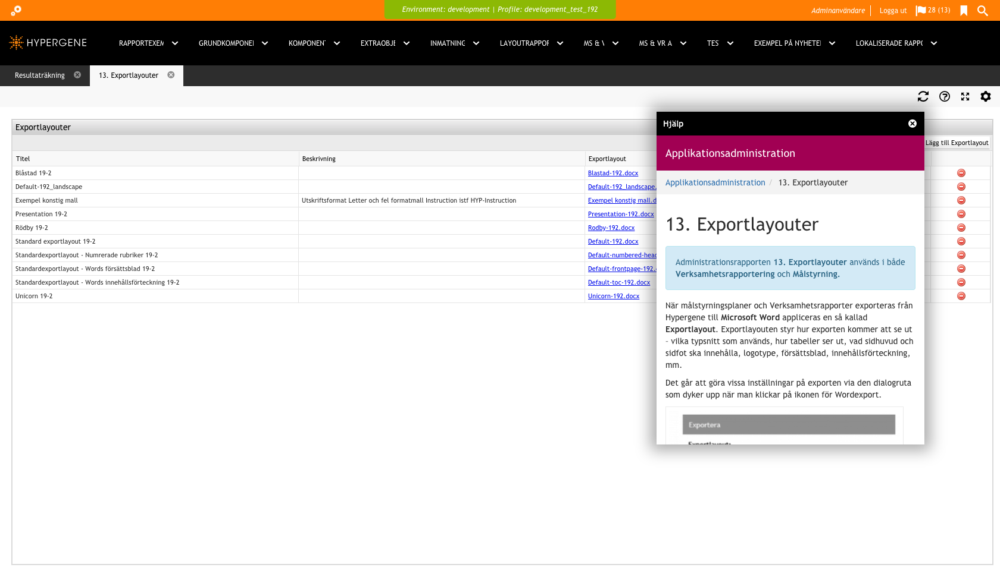 Environment: development | Profile: development_test_192
Adminanvändare
Logga ut
28 (13)
HYPERGENE
RAPPORTEXEM
GRUNDKOMPONEI
KOMPONENT
EXTRAOBJE
INMATNING
LAYOUTRAPPOF
MS & V
MS & VR A
TES
EXEMPEL PÅ NYHETEI
LOKALISERADE RAPPO
Resultaträkning
13. Exportlayouter
Exportlayouter
Lägg till Exportlayout
Titel Beskrivning Exportlayout
Blåstad 19-2 Blastad-192.docx
Default-192_landscape Default-192_landscape.
Exempel konstig mall Utskriftsformat Letter och fel formatmall Instruction istf HYP-Instruction Exempel konstig mall.d
Presentation 19-2 Presentation-192.docx
Rödby 19-2 Rodby-192.docx
Standard exportlayout 19-2 Default-192.docx
Standardexportlayout - Numrerade rubriker 19-2 Default-numbered-head
Standardexportlayout - Words försättsblad 19-2 Default-frontpage-192.
Standardexportlayout - Words innehållsförteckning 19-2 Default-toc-192.docx
Unicorn 19-2 Unicorn-192.docx
Hjälp
Applikationsadministration
Applikationsadministration / 13. Exportlayouter
13. Exportlayouter
Administrationsrapporten 13. Exportlayouter används i både
Verksamhetsrapportering och Målstyrning.
När målstyrningsplaner och Verksamhetsrapporter exporteras från
Hypergene till Microsoft Word appliceras en så kallad
Exportlayout. Exportlayouten styr hur exporten kommer att se ut
– vilka typsnitt som används, hur tabeller ser ut, vad sidhuvud och
sidfot ska innehålla, logotype, försättsblad, innehållsförteckning,
mm.
Det går att göra vissa inställningar på exporten via den dialogruta
som dyker upp när man klickar på ikonen för Wordexport.
Exportera
Exportlayout: